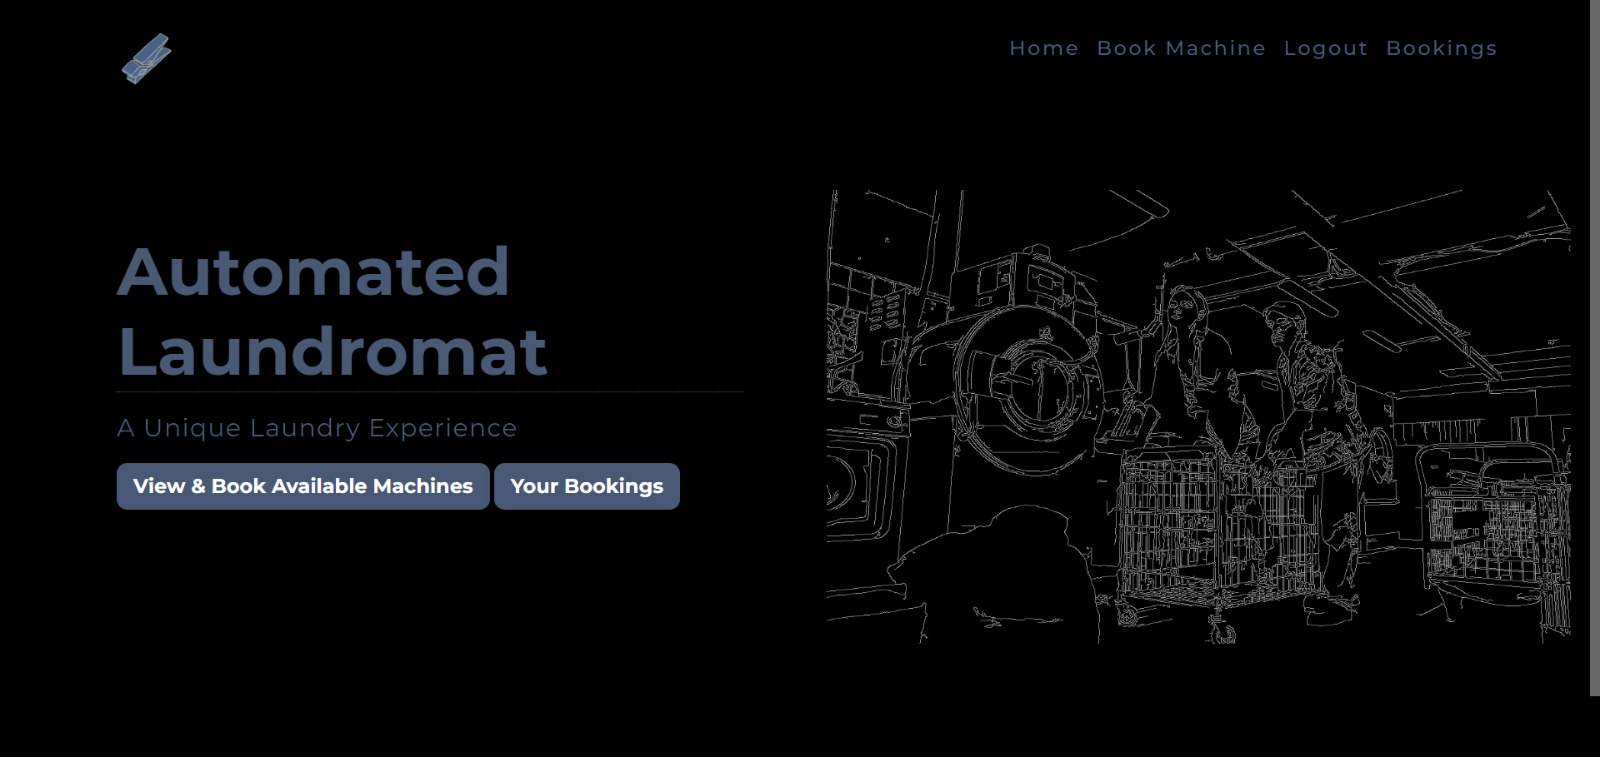 Home Book Machine Logout Bookings
Automated
Laundromat
A Unique Laundry Experience
View & Book Available Machines Your Bookings